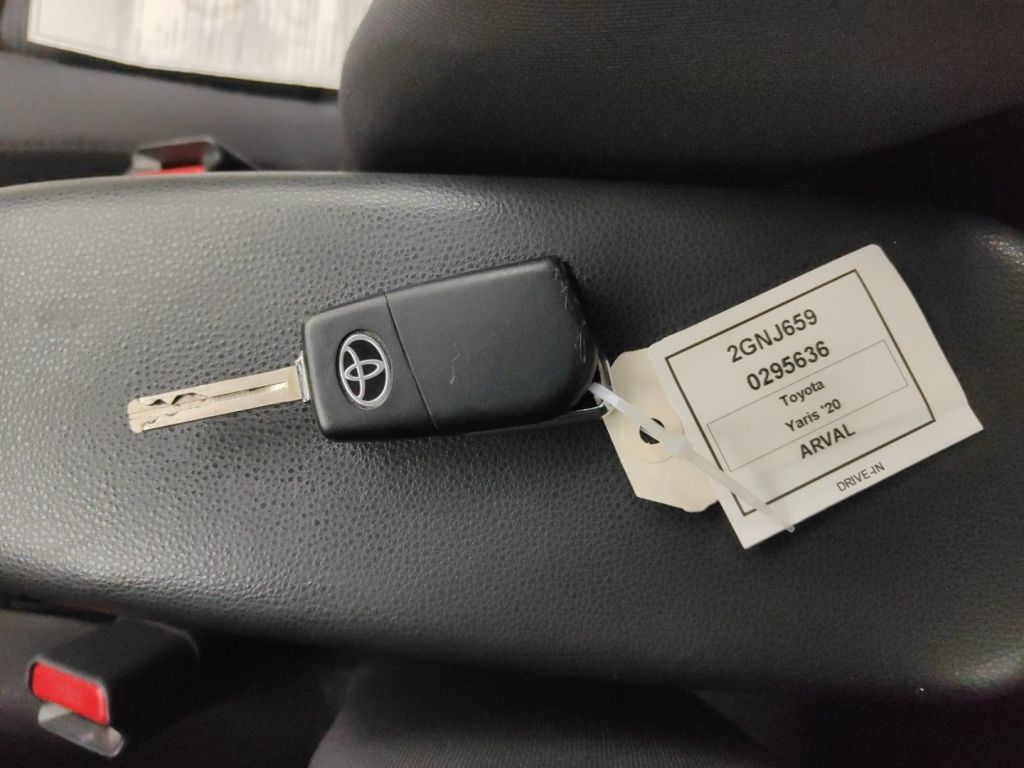 2GNJ659
0295636
Toyota
Yaris '20
ARVAL
DRIVE-IN